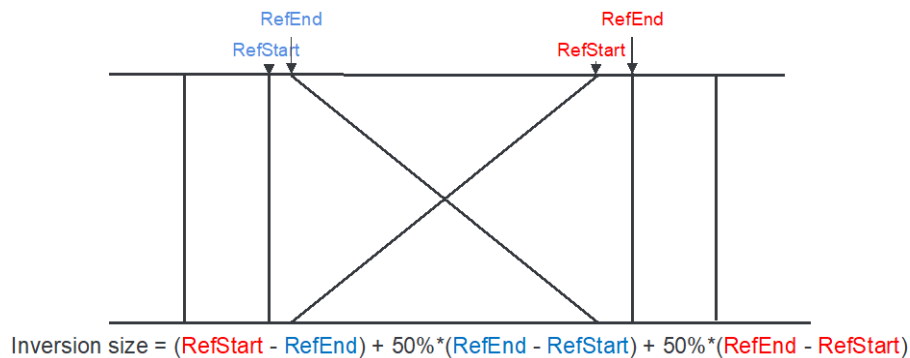 RefEnd RefEnd
RefStart RefStart
Inversion size = (RefStart - RefEnd) + 50%*(RefEnd - RefStart) + 50%*(RefEnd - RefStart)